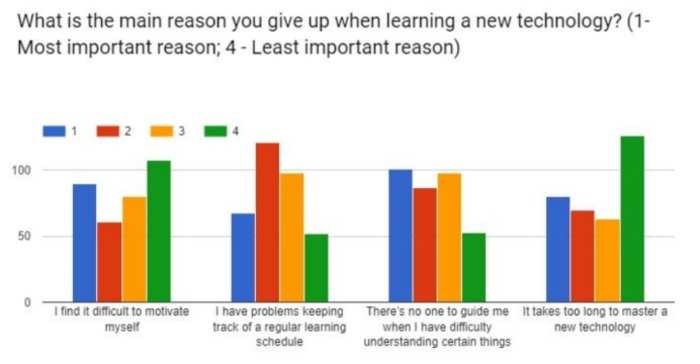 What is the main reason you give up when learning a new technology? (1-
Most important reason; 4 - Least important reason)
1 2 3 4
100
50
0
I find it difficult to motivate
myself
I have problems keeping
track of a regular learning
schedule
There's no one to guide me
when I have difficulty
understanding certain things
It takes too long to master a
new technology